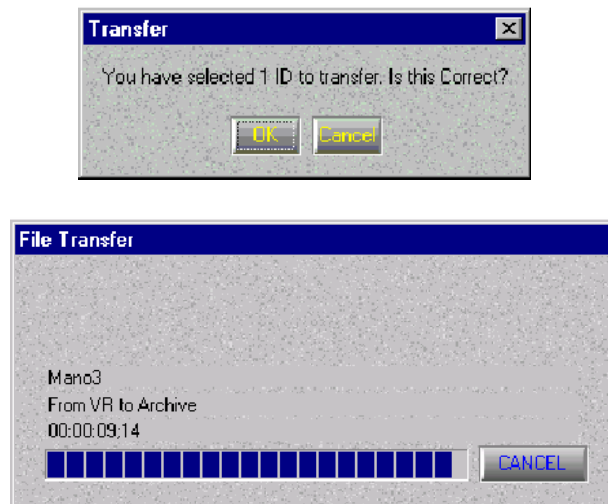 Transfer
You have selected 1 ID to transfer. Is this Correct?
OK
Cancel
File Transfer
Mano3
From VR to Archive
00:00:09:14
CANCEL